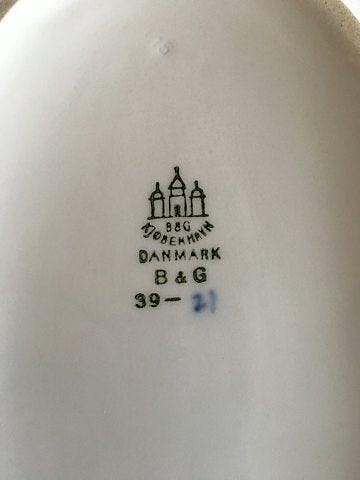 B&G
KJØBENHAVN
DANMARK
B & G
39 - 21